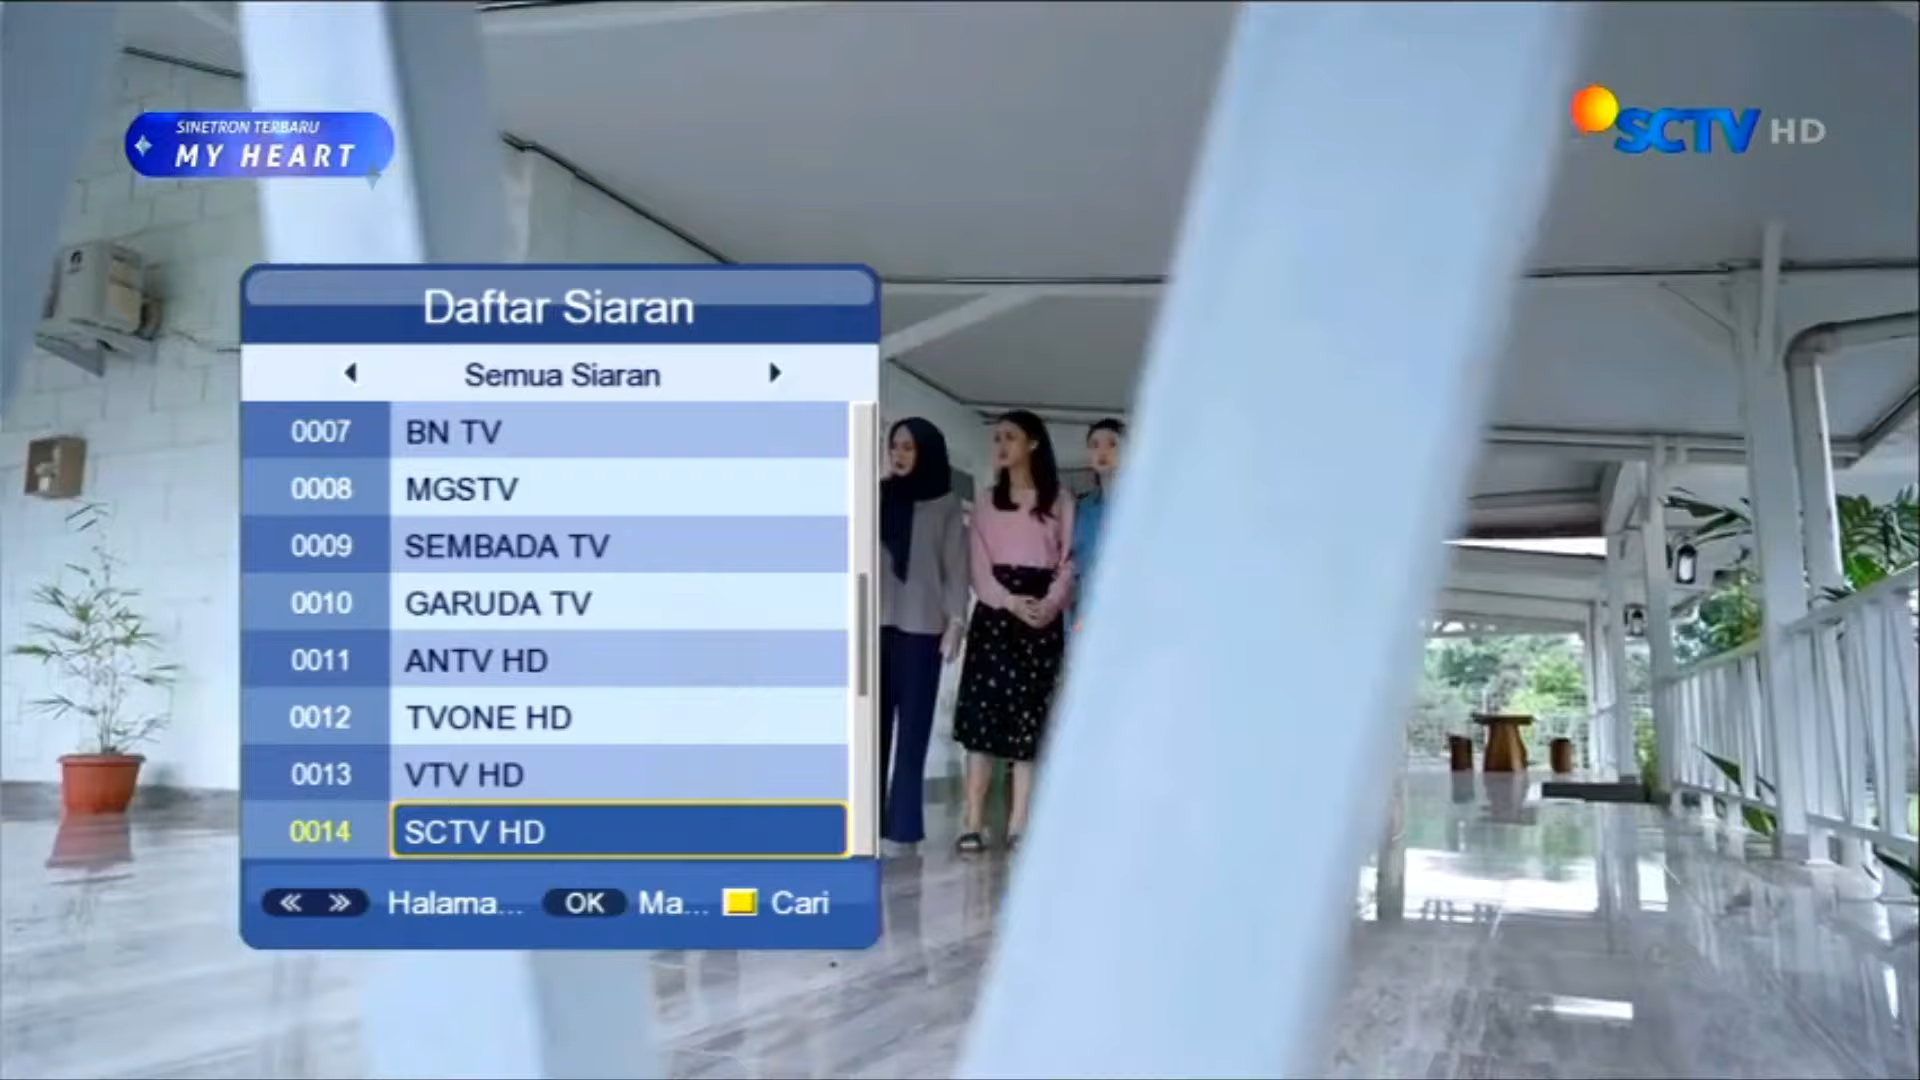 SINETRON TERBARU
MY HEART
SCTV HD
Daftar Siaran
Semua Siaran
0007 BN TV
0008 MGSTV
0009 SEMBADA TV
0010 GARUDA TV
0011 ANTV HD
0012 TVONE HD
0013 VTV HD
0014 SCTV HD
« » Halama... OK Ma... Cari